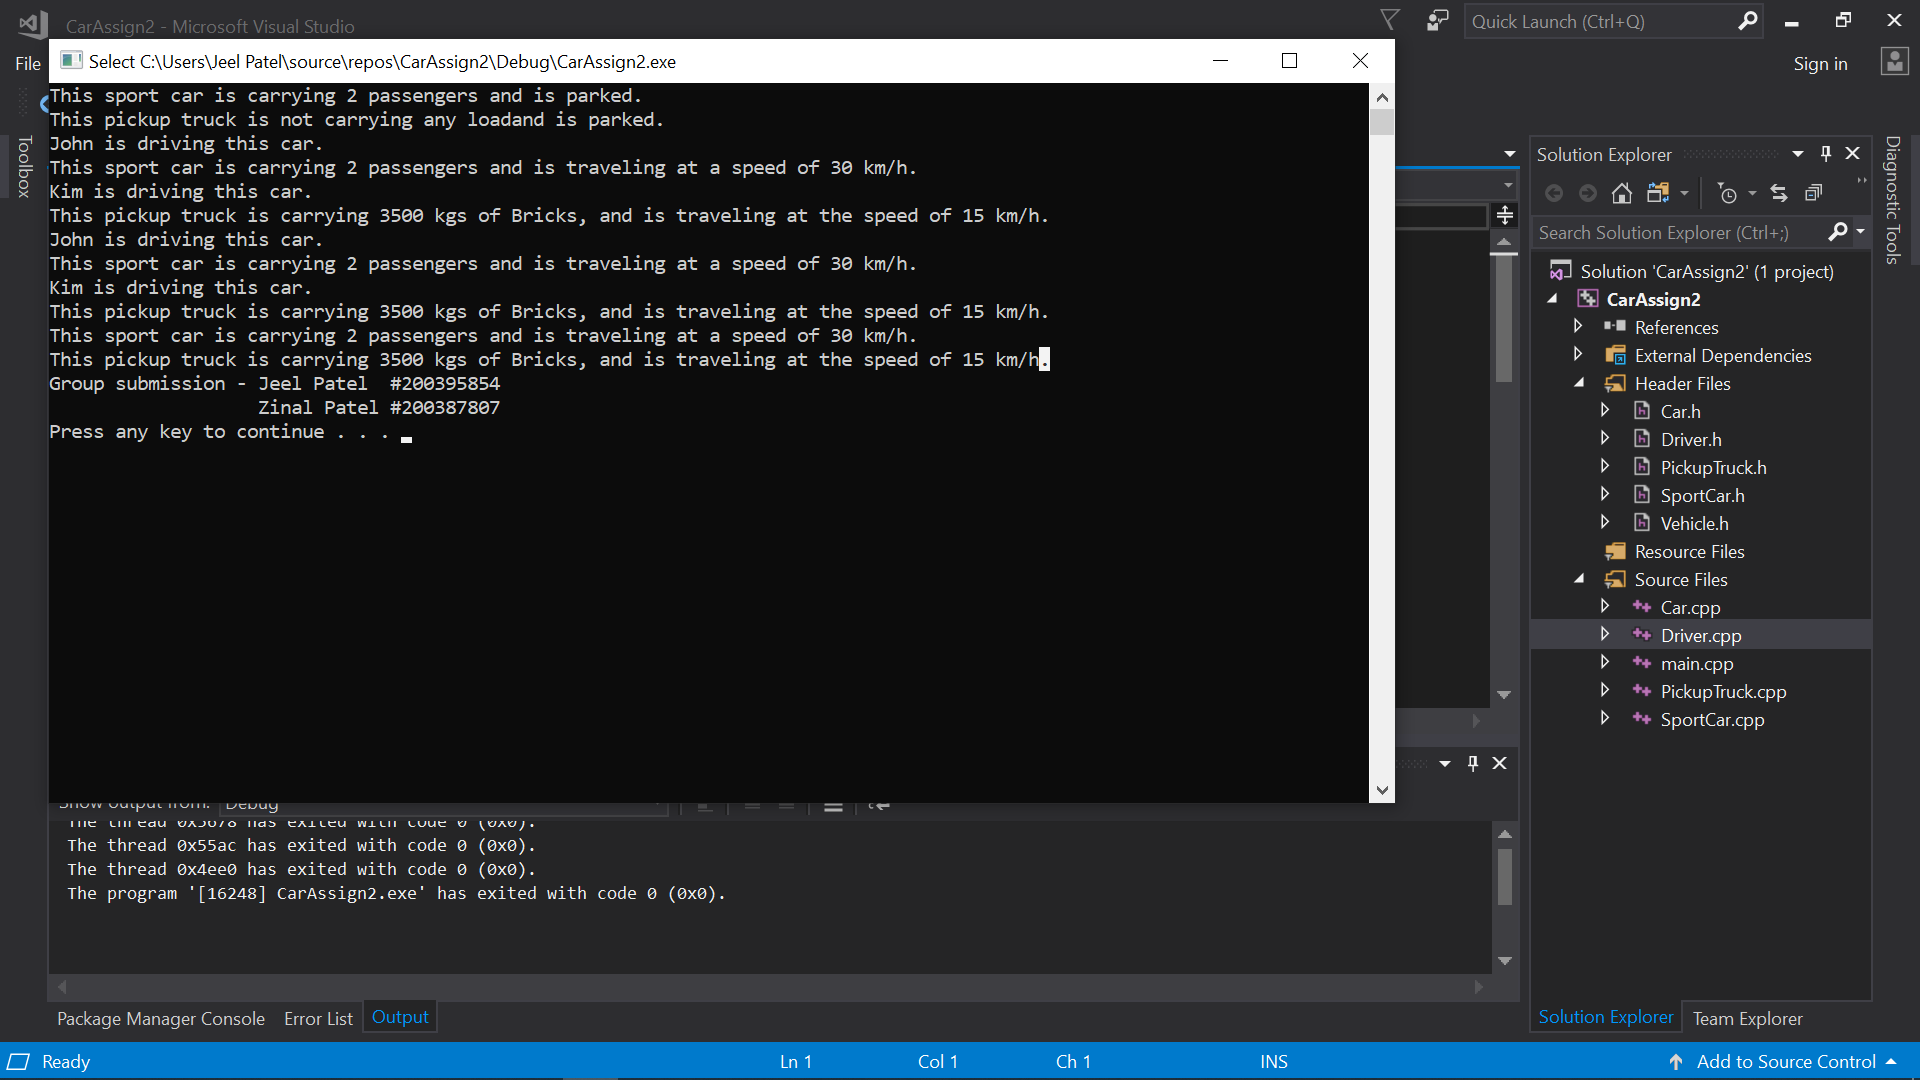 CarAssign2 - Microsoft Visual Studio
Quick Launch (Ctrl+Q)
File
Sign in
Select C:\Users\Jeel Patel\source\repos\CarAssign2\Debug\CarAssign2.exe
This sport car is carrying 2 passengers and is parked.
This pickup truck is not carrying any loadand is parked.
John is driving this car.
This sport car is carrying 2 passengers and is traveling at a speed of 30 km/h.
Kim is driving this car.
This pickup truck is carrying 3500 kgs of Bricks, and is traveling at the speed of 15 km/h.
John is driving this car.
This sport car is carrying 2 passengers and is traveling at a speed of 30 km/h.
Kim is driving this car.
This pickup truck is carrying 3500 kgs of Bricks, and is traveling at the speed of 15 km/h.
This sport car is carrying 2 passengers and is traveling at a speed of 30 km/h.
This pickup truck is carrying 3500 kgs of Bricks, and is traveling at the speed of 15 km/h.
Group submission - Jeel Patel  #200395854
Zinal Patel #200387807
Press any key to continue . . .
Toolbox
Solution Explorer
Search Solution Explorer (Ctrl+;)
Solution 'CarAssign2' (1 project)
CarAssign2
References
External Dependencies
Header Files
Car.h
Driver.h
PickupTruck.h
SportCar.h
Vehicle.h
Resource Files
Source Files
Car.cpp
Driver.cpp
main.cpp
PickupTruck.cpp
SportCar.cpp
Diagnostic Tools
Show output from: Debug
The thread 0x5678 has exited with code 0 (0x0).
The thread 0x55ac has exited with code 0 (0x0).
The thread 0x4ee0 has exited with code 0 (0x0).
The program '[16248] CarAssign2.exe' has exited with code 0 (0x0).
Package Manager Console
Error List
Output
Solution Explorer
Team Explorer
Ready
Ln 1
Col 1
Ch 1
INS
Add to Source Control